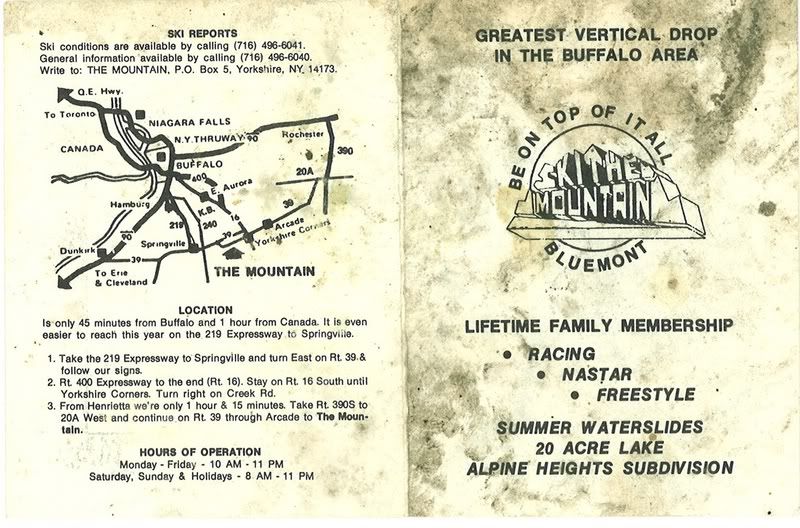 SKI REPORTS
Ski conditions are available by calling (716) 496-6041.
General information available by calling (716) 496-6040.
Write to: THE MOUNTAIN, P.O. Box 5, Yorkshire, NY. 14173.
Q.E. Hwy.
To Toronto
NIAGARA FALLS
N.Y. THRUWAY 90
Rochester
CANADA
BUFFALO
390
400
20A
E. Aurora
Hamburg
K.B.
16
39
219
240
Arcade
90
Springville
39
Yorkshire Corners
Dunkirk
39
THE MOUNTAIN
To Erie
& Cleveland
LOCATION
Is only 45 minutes from Buffalo and 1 hour from Canada. It is even
easier to reach this year on the 219 Expressway to Springville.
1. Take the 219 Expressway to Springville and turn East on Rt. 39 &
follow our signs.
2. Rt. 400 Expressway to the end (Rt. 16). Stay on Rt. 16 South until
Yorkshire Corners. Turn right on Creek Rd.
3. From Henrietta we're only 1 hour & 15 minutes. Take Rt. 390S to
20A West and continue on Rt. 39 through Arcade to The Moun-
tain.
HOURS OF OPERATION
Monday - Friday - 10 AM - 11 PM
Saturday, Sunday & Holidays - 8 AM - 11 PM
GREATEST VERTICAL DROP
IN THE BUFFALO AREA
BE ON TOP OF IT ALL
SKI THE
MOUNTAIN
BLUEMONT
LIFETIME FAMILY MEMBERSHIP
• RACING
• NASTAR
• FREESTYLE
SUMMER WATERSLIDES
20 ACRE LAKE
ALPINE HEIGHTS SUBDIVISION